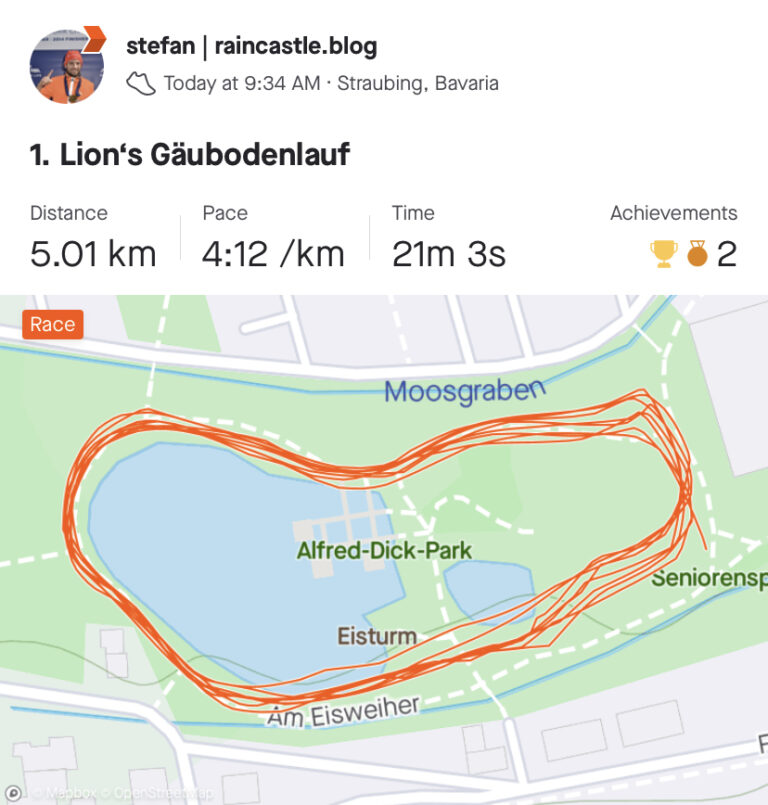 stefan | raincastle.blog
Today at 9:34 AM · Straubing, Bavaria
1. Lion‘s Gäubodenlauf
Distance
Pace
Time
Achievements
5.01 km
4:12 /km
21m 3s
2
Race
Moosgraben
Alfred-Dick-Park
Seniorensp
Eisturm
Am Eisweiher
F
© Mapbox © OpenStreetMap